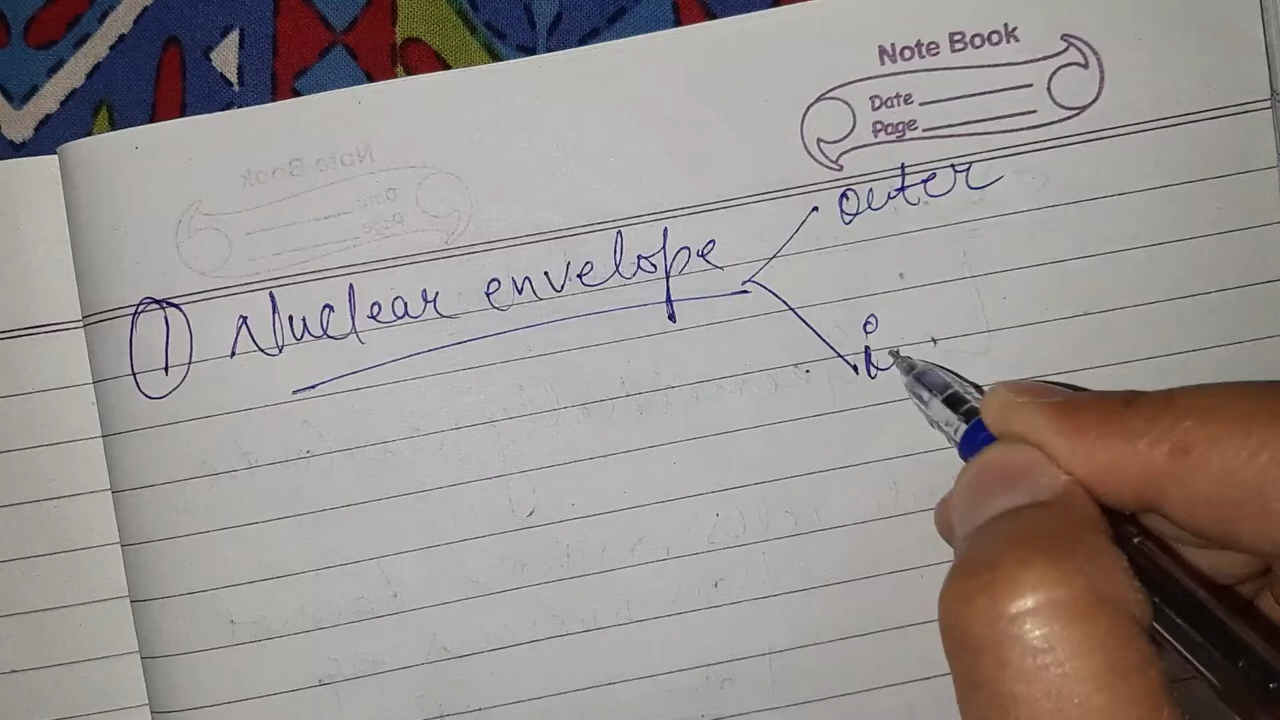 Note Book
Date
Page
outer
① Nuclear envelope
i